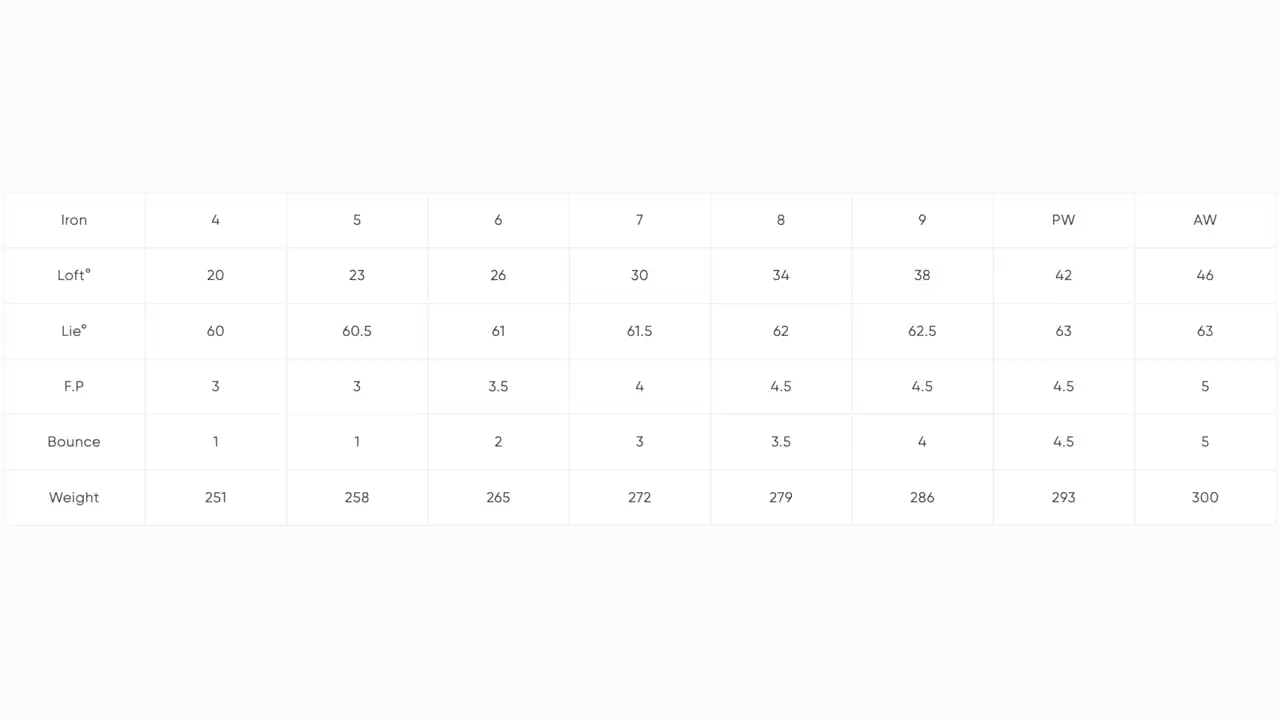 Iron 4 5 6 7 8 9 PW AW
Loft° 20 23 26 30 34 38 42 46
Lie° 60 60.5 61 61.5 62 62.5 63 63
F.P 3 3 3.5 4 4.5 4.5 4.5 5
Bounce 1 1 2 3 3.5 4 4.5 5
Weight 251 258 265 272 279 286 293 300